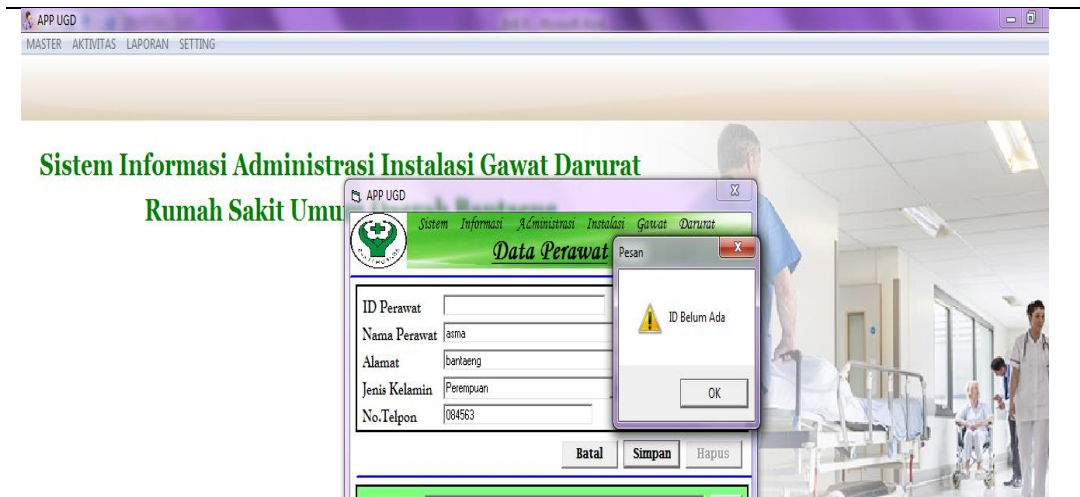 APP UGD
MASTER AKTIVITAS LAPORAN SETTING
Sistem Informasi Administrasi Instalasi Gawat Darurat
Rumah Sakit Umum Daerah Bantaeng
APP UGD
Sistem Informasi Administrasi Instalasi Gawat Darurat
Data Perawat
Pesan
ID Belum Ada
OK
ID Perawat
Nama Perawat asma
Alamat bantaeng
Jenis Kelamin Perempuan
No.Telpon 084563
Batal Simpan Hapus